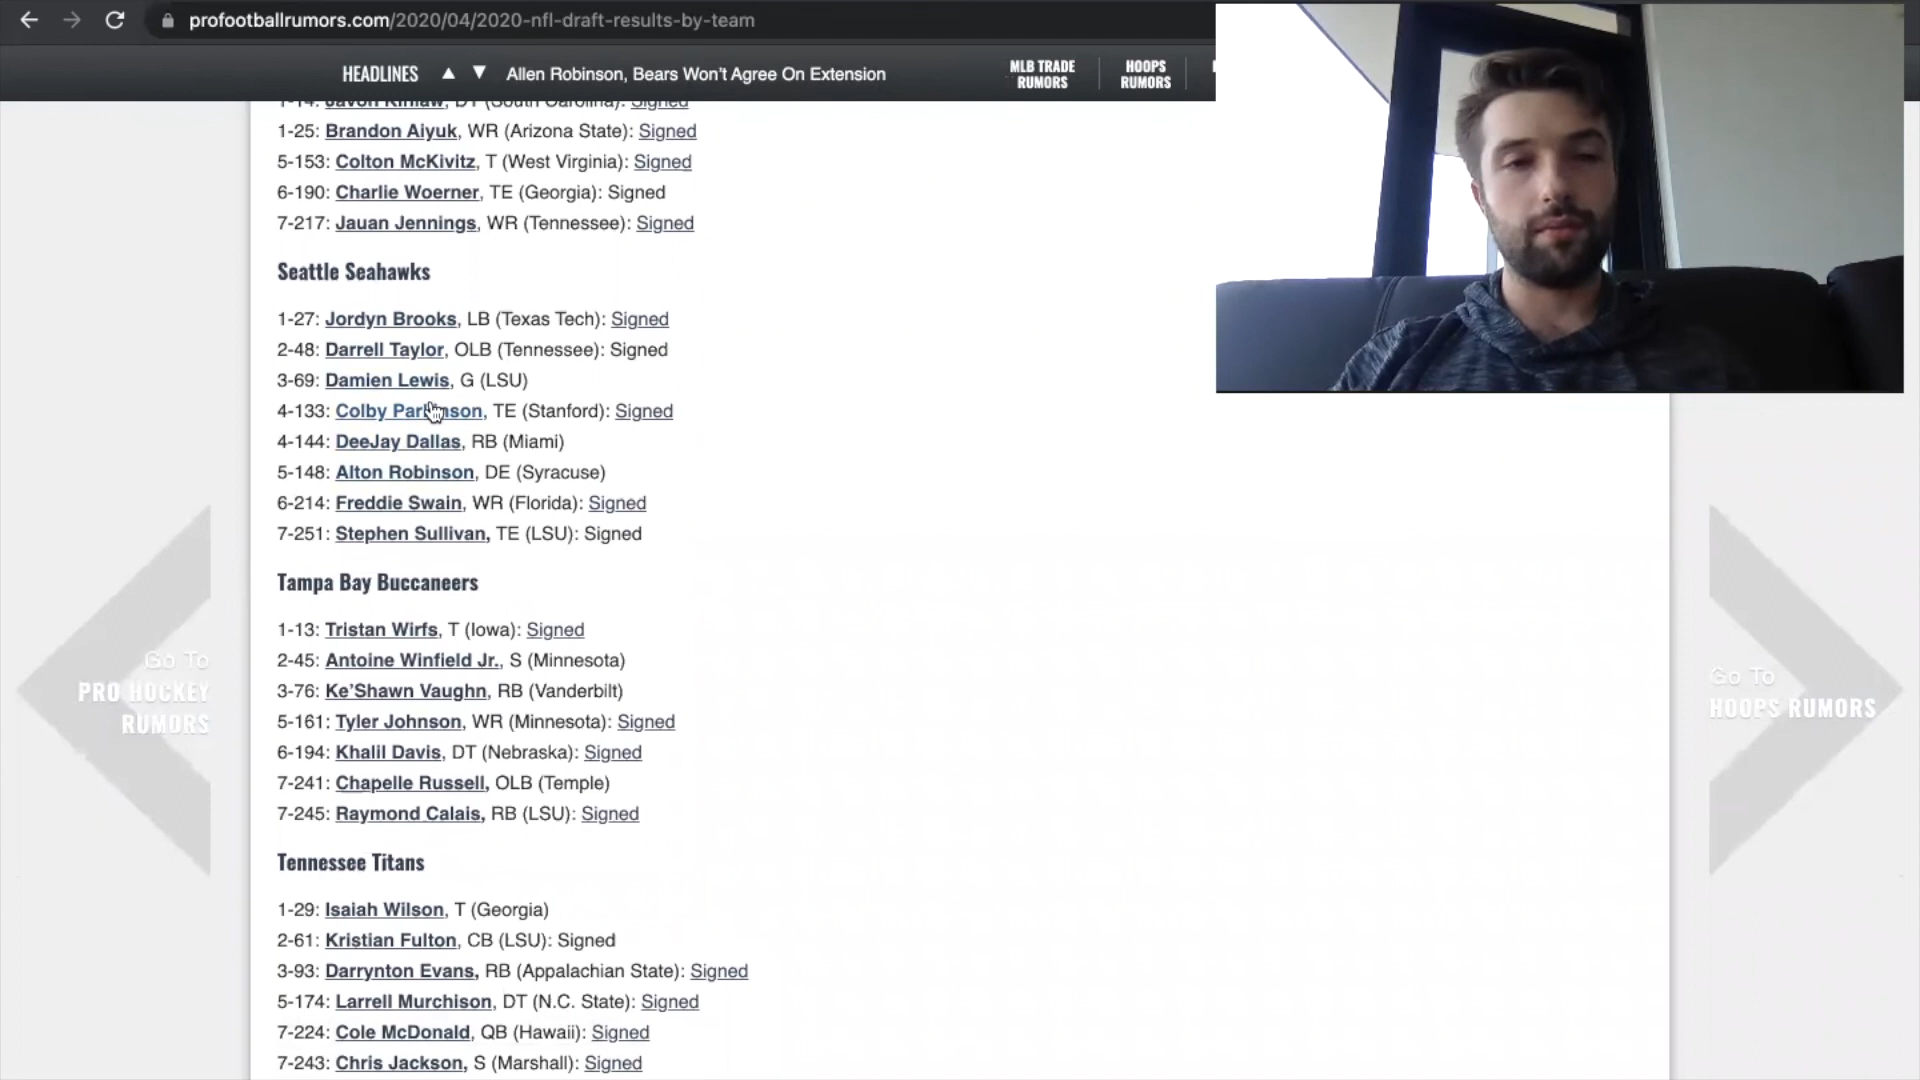 profootballrumors.com/2020/04/2020-nfl-draft-results-by-team
HEADLINES ▲ ▼ Allen Robinson, Bears Won't Agree On Extension
MLB TRADE
RUMORS
HOOPS
RUMORS
1-14: Javon Kinlaw, DT (South Carolina): Signed
1-25: Brandon Aiyuk, WR (Arizona State): Signed
5-153: Colton McKivitz, T (West Virginia): Signed
6-190: Charlie Woerner, TE (Georgia): Signed
7-217: Jauan Jennings, WR (Tennessee): Signed
Seattle Seahawks
1-27: Jordyn Brooks, LB (Texas Tech): Signed
2-48: Darrell Taylor, OLB (Tennessee): Signed
3-69: Damien Lewis, G (LSU)
4-133: Colby Parkinson, TE (Stanford): Signed
4-144: DeeJay Dallas, RB (Miami)
5-148: Alton Robinson, DE (Syracuse)
6-214: Freddie Swain, WR (Florida): Signed
7-251: Stephen Sullivan, TE (LSU): Signed
Tampa Bay Buccaneers
1-13: Tristan Wirfs, T (Iowa): Signed
2-45: Antoine Winfield Jr., S (Minnesota)
3-76: Ke'Shawn Vaughn, RB (Vanderbilt)
5-161: Tyler Johnson, WR (Minnesota): Signed
6-194: Khalil Davis, DT (Nebraska): Signed
7-241: Chapelle Russell, OLB (Temple)
7-245: Raymond Calais, RB (LSU): Signed
Tennessee Titans
1-29: Isaiah Wilson, T (Georgia)
2-61: Kristian Fulton, CB (LSU): Signed
3-93: Darrynton Evans, RB (Appalachian State): Signed
5-174: Larrell Murchison, DT (N.C. State): Signed
7-224: Cole McDonald, QB (Hawaii): Signed
7-243: Chris Jackson, S (Marshall): Signed
Go To
PRO HOCKEY
RUMORS
Go To
HOOPS RUMORS